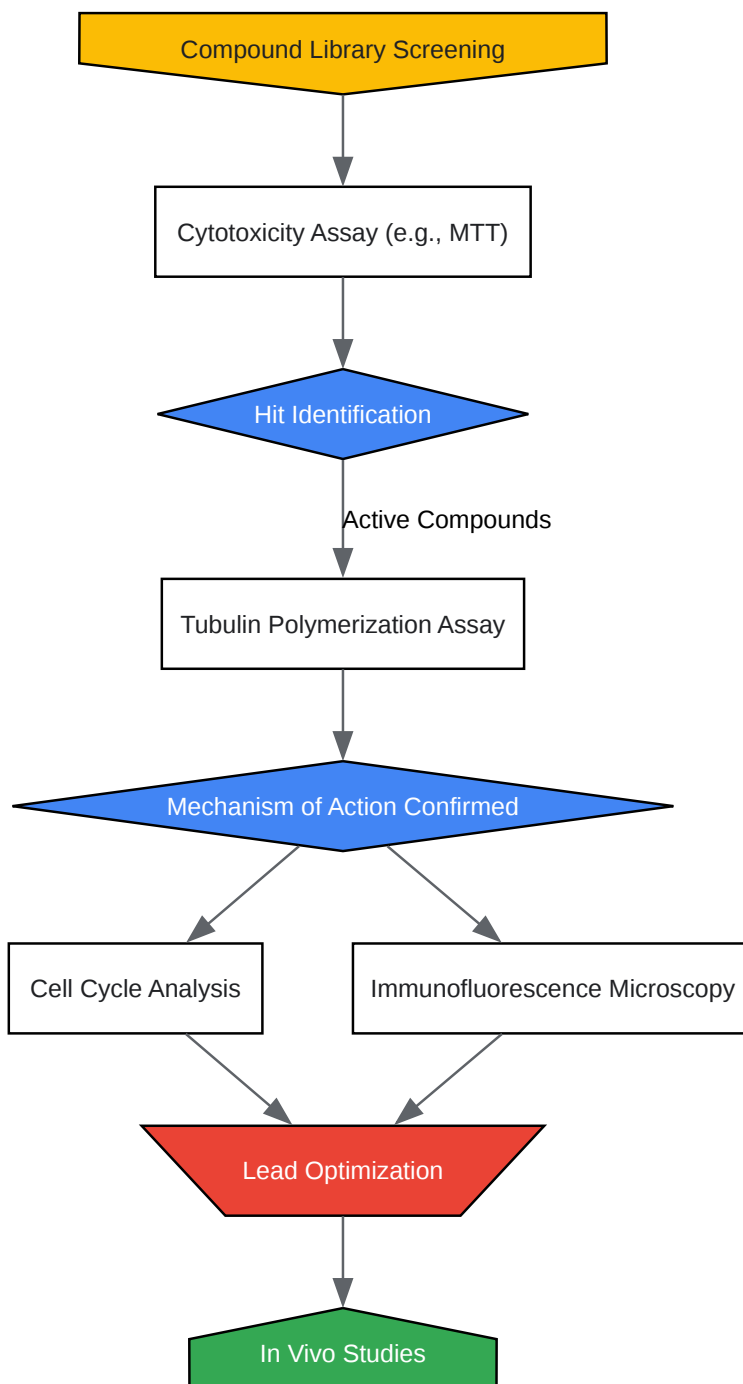 Compound Library Screening
Cytotoxicity Assay (e.g., MTT)
Hit Identification
Active Compounds
Tubulin Polymerization Assay
Mechanism of Action Confirmed
Cell Cycle Analysis
Immunofluorescence Microscopy
Lead Optimization
In Vivo Studies